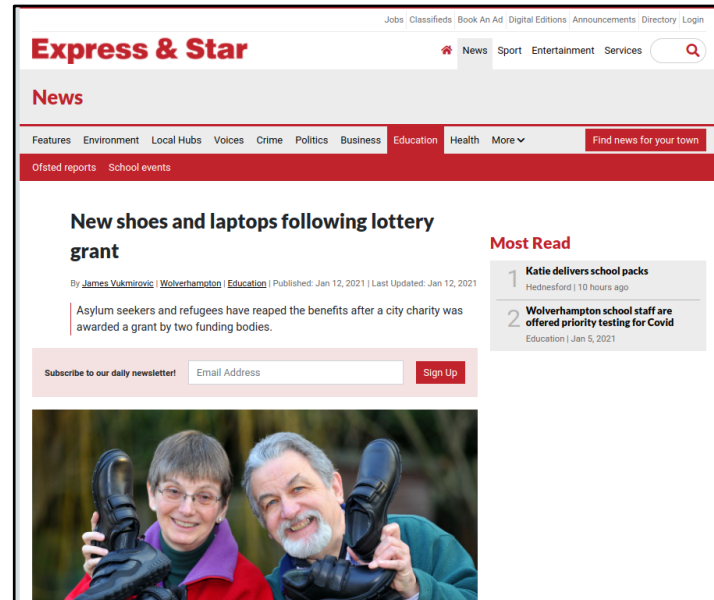 Jobs Classifieds Book An Ad Digital Editions Announcements Directory Login
Express & Star
News Sport Entertainment Services
News
Features Environment Local Hubs Voices Crime Politics Business Education Health More Find news for your town
Ofsted reports School events
New shoes and laptops following lottery
grant
By James Vukmirovic | Wolverhampton | Education | Published: Jan 12, 2021 | Last Updated: Jan 12, 2021
Asylum seekers and refugees have reaped the benefits after a city charity was
awarded a grant by two funding bodies.
Subscribe to our daily newsletter! Email Address Sign Up
Most Read
1 Katie delivers school packs
Hednesford | 10 hours ago
2 Wolverhampton school staff are
offered priority testing for Covid
Education | Jan 5, 2021